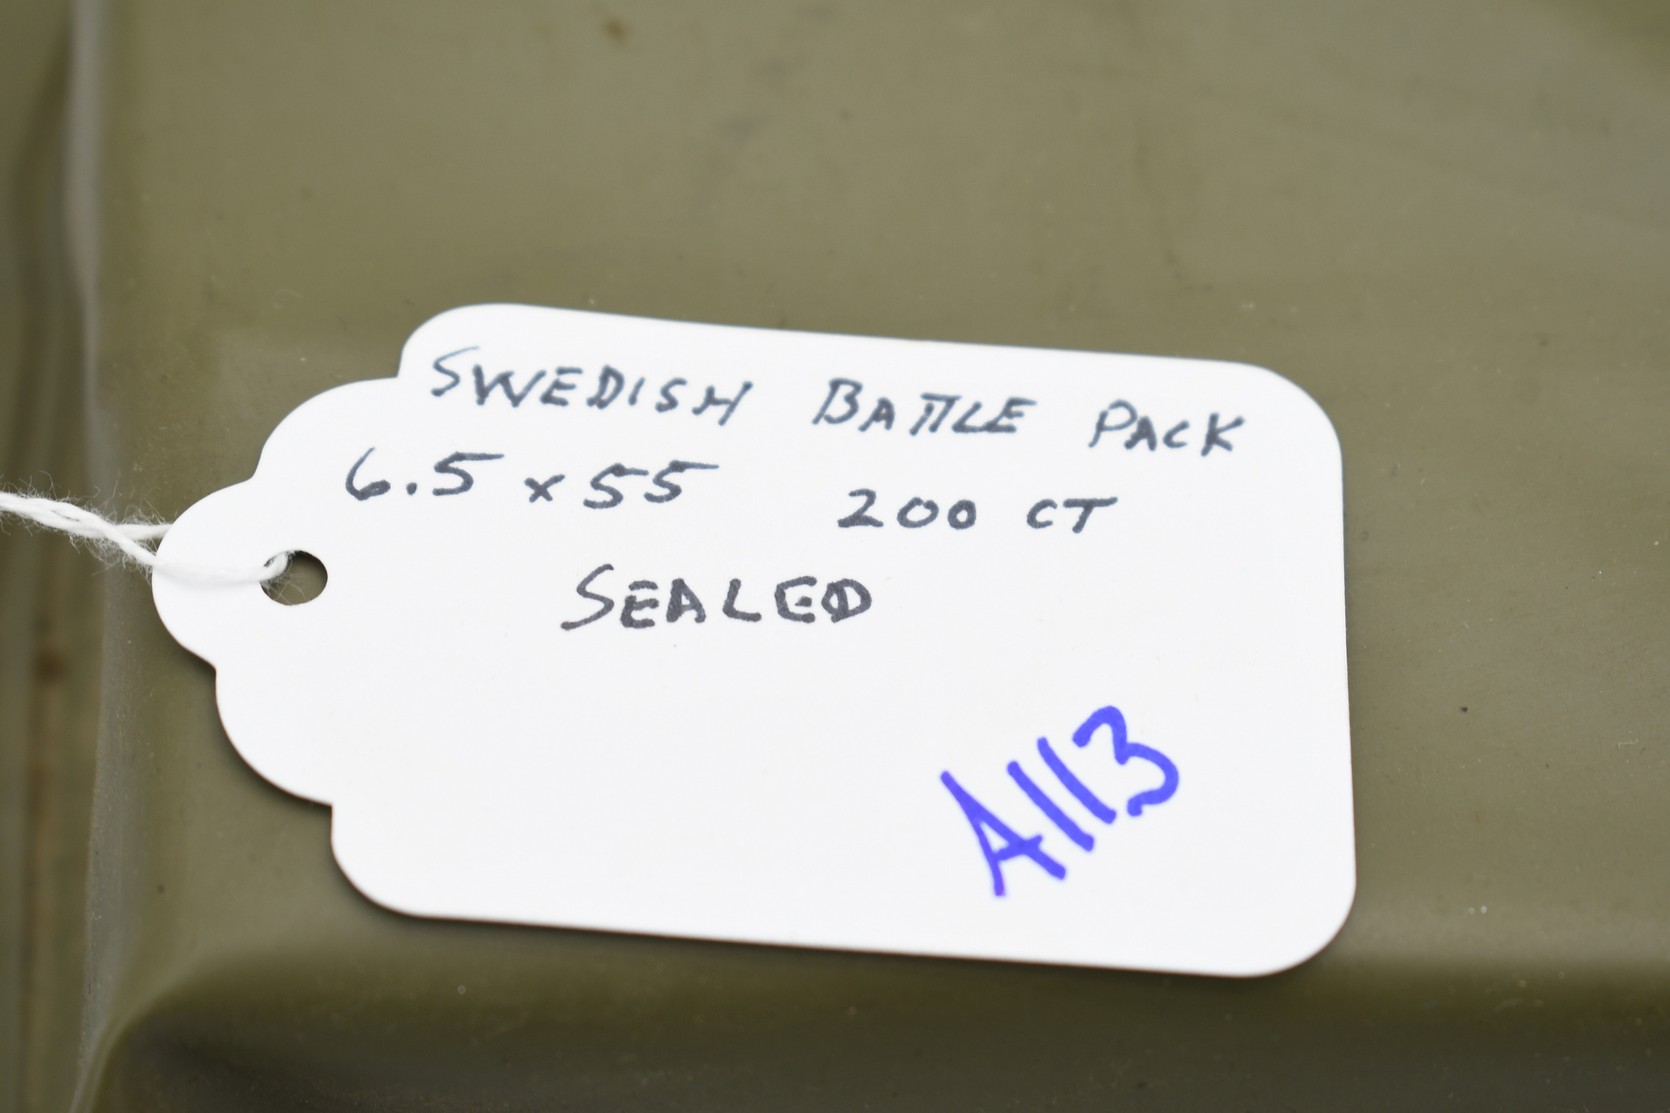 SWEDISH BATTLE PACK
6.5 x 55 200 CT
SEALED
A113